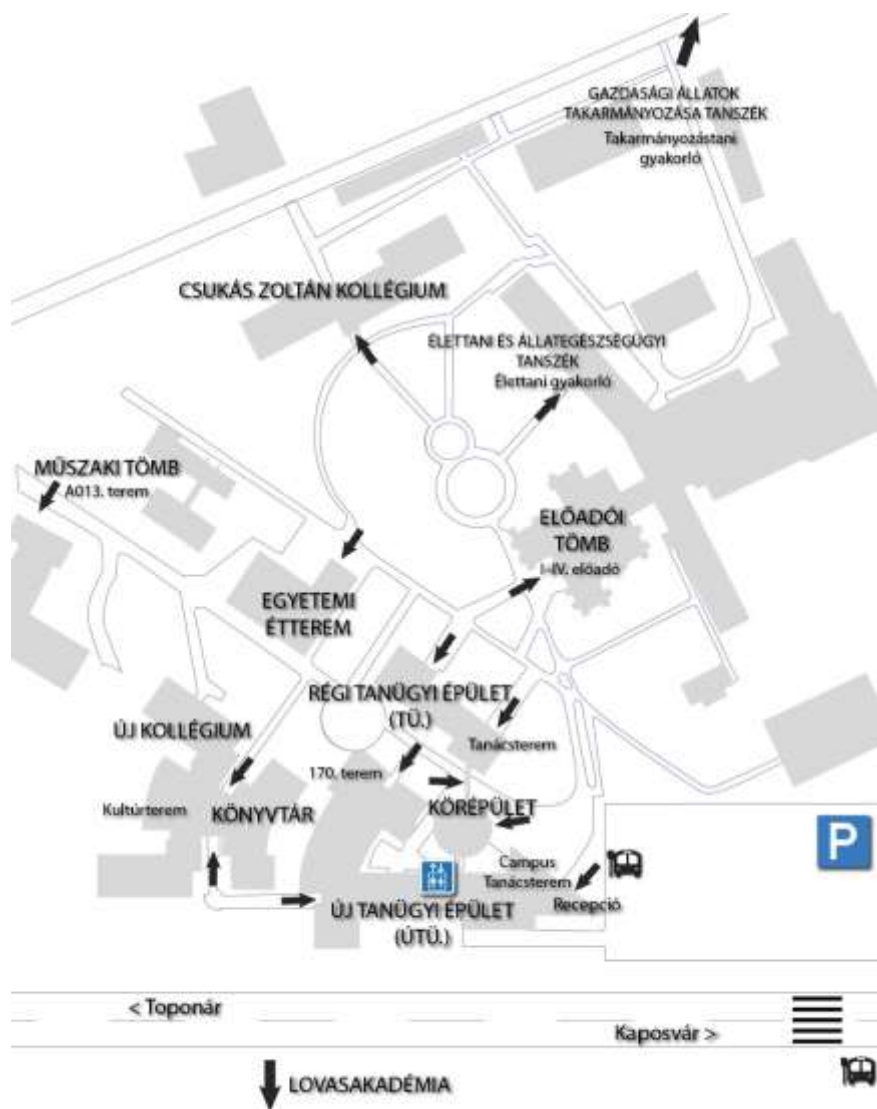 GAZDASÁGI ÁLLATOK
TAKARMÁNYOZÁSA TANSZÉK
Takarmányozástani
gyakorló
CSUKÁS ZOLTÁN KOLLÉGIUM
ÉLETTANI ÉS ÁLLATEGÉSZSÉGÜGYI
TANSZÉK
Élettani gyakorló
MŰSZAKI TÖMB
A013. terem
ELŐADÓI
TÖMB
I-IV. előadó
EGYETEMI
ÉTTEREM
RÉGI TANÜGYI ÉPÜLET
(TÜ.)
ÚJ KOLLÉGIUM
Tanácsterem
170. terem
Kultúrterem
KÖNYVTÁR
KÖRÉPÜLET
P
Campus
Tanácsterem
Recepció
ÚJ TANÜGYI ÉPÜLET
(ÚTÜ.)
< Toponár
Kaposvár >
LOVASAKADÉMIA